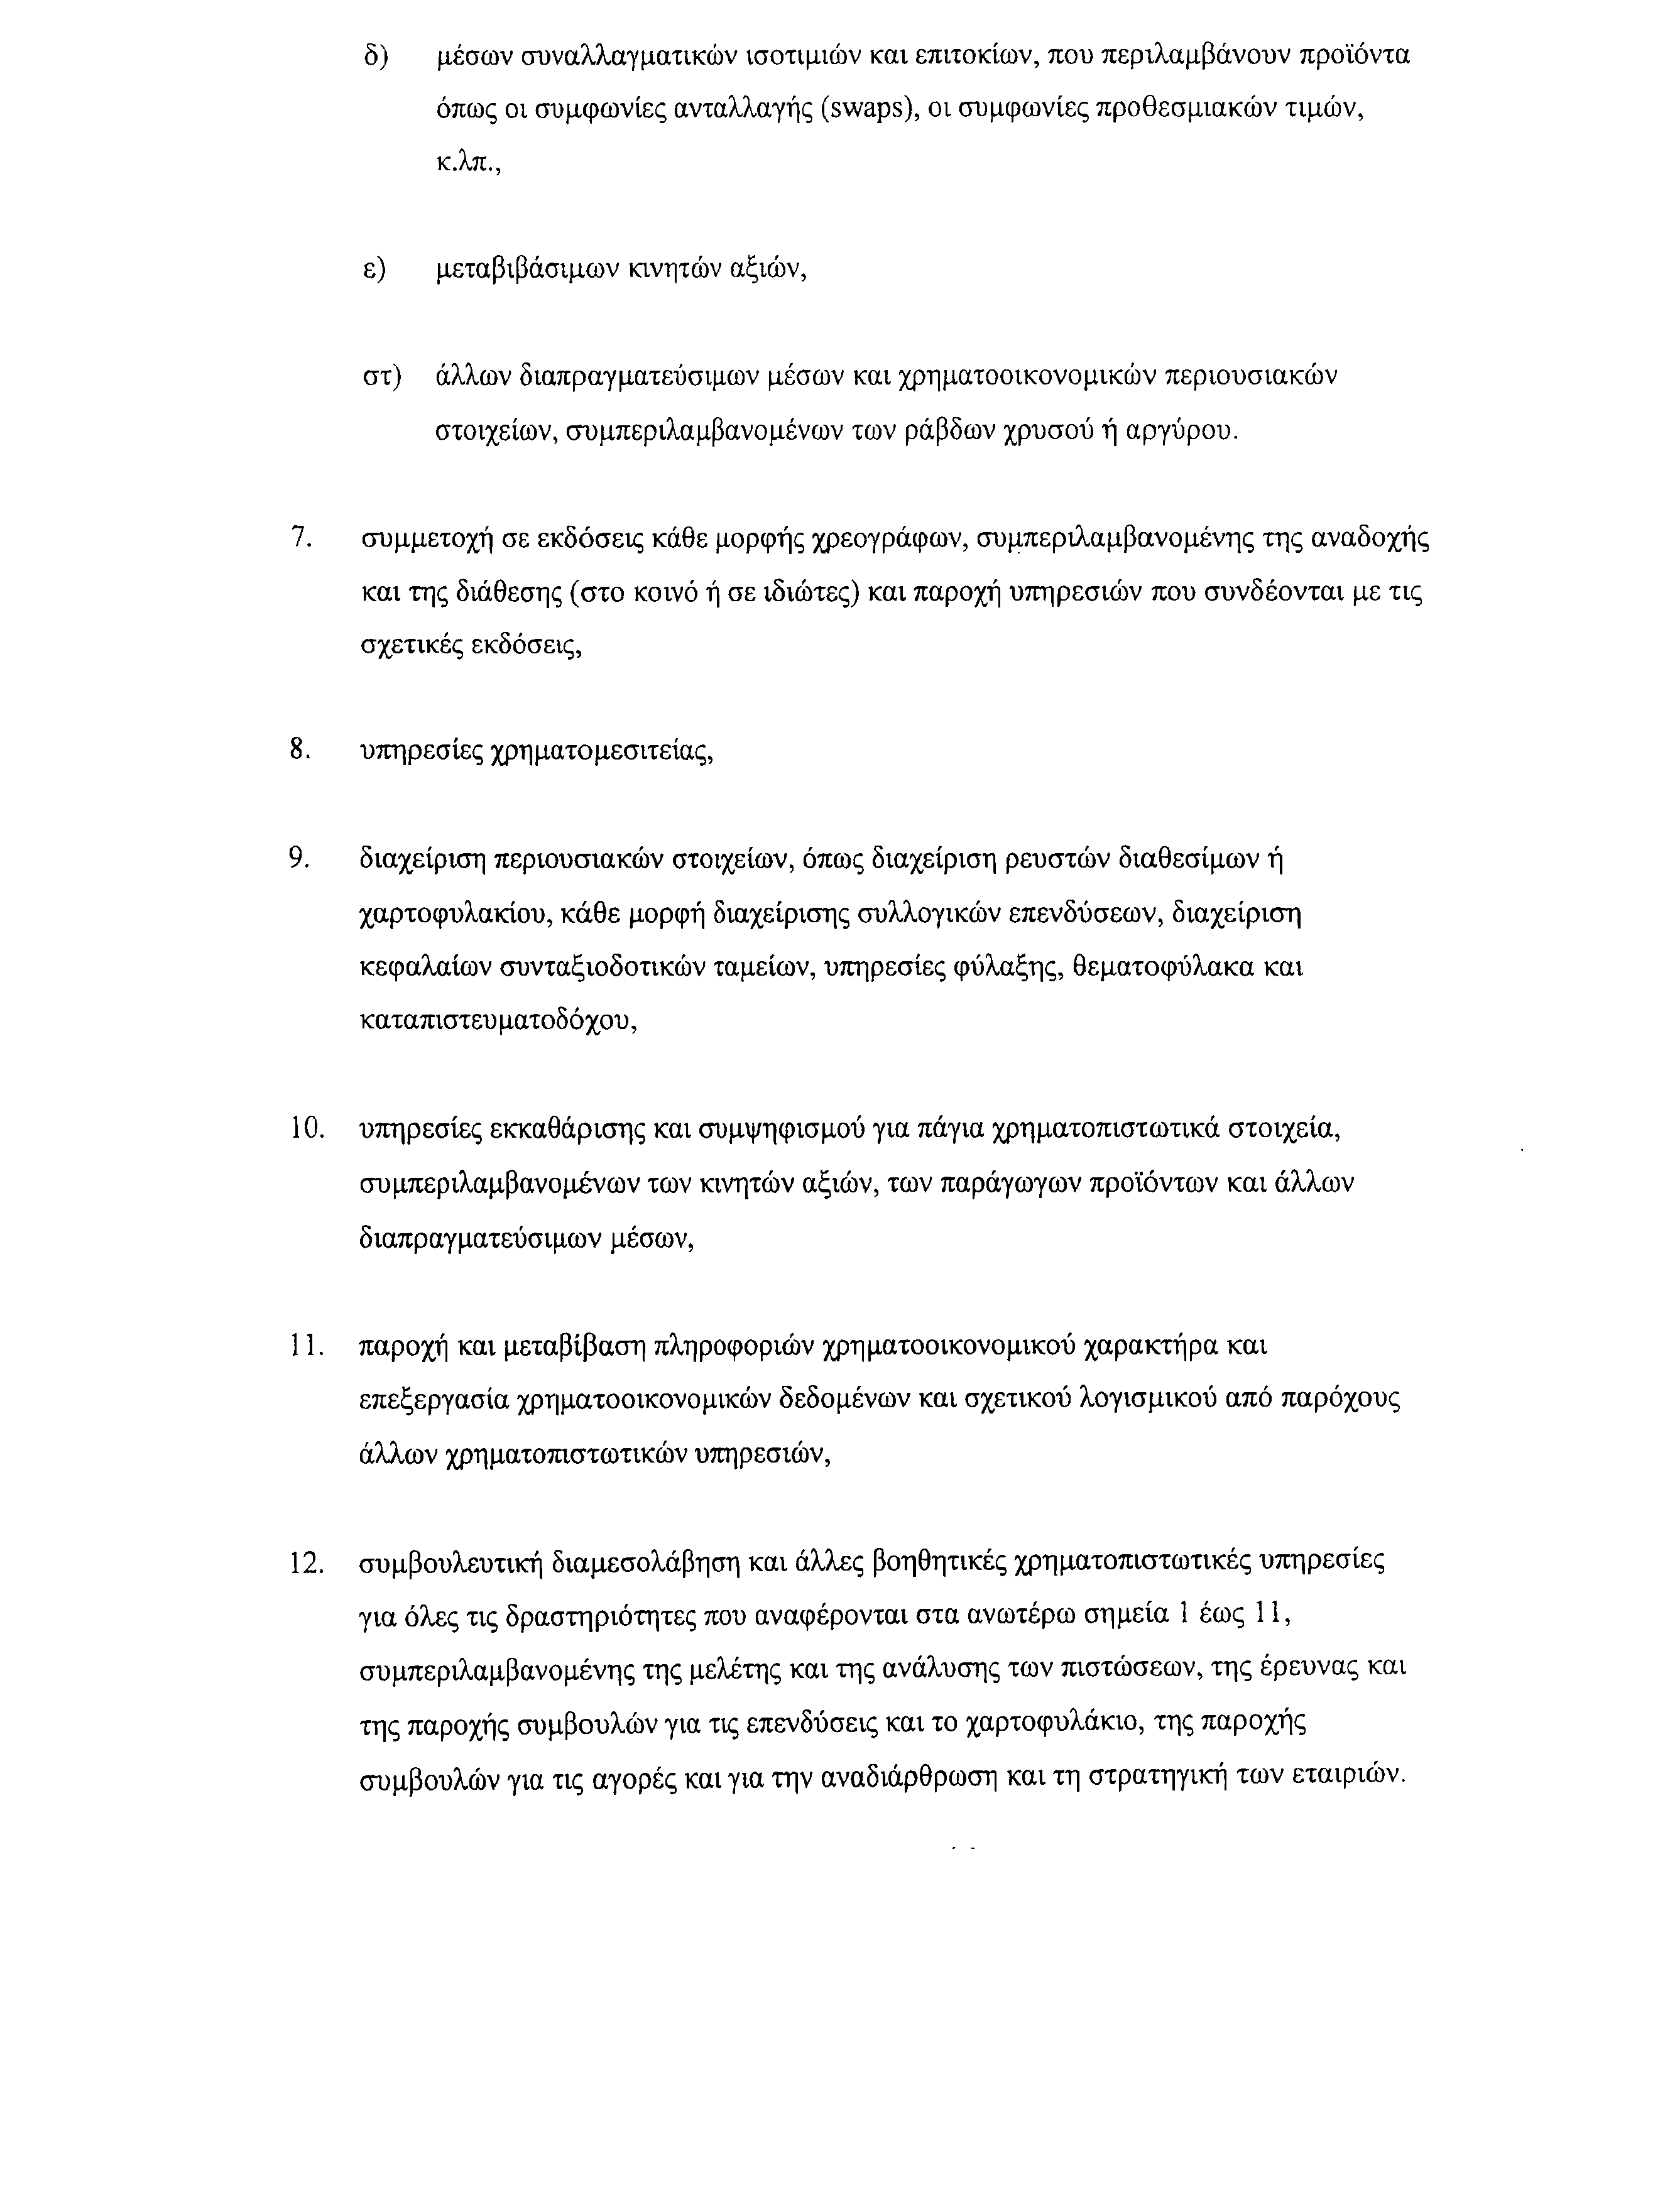 δ) μέσων συναλλαγματικών ισοτιμιών και επιτοκίων, που περιλαμβάνουν προϊόντα
όπως οι συμφωνίες ανταλλαγής (swaps), οι συμφωνίες προθεσμιακών τιμών,
κ.λπ.,
ε) μεταβιβάσιμων κινητών αξιών,
στ) άλλων διαπραγματεύσιμων μέσων και χρηματοοικονομικών περιουσιακών
στοιχείων, συμπεριλαμβανομένων των ράβδων χρυσού ή αργύρου.
7. συμμετοχή σε εκδόσεις κάθε μορφής χρεογράφων, συμπεριλαμβανομένης της αναδοχής
και της διάθεσης (στο κοινό ή σε ιδιώτες) και παροχή υπηρεσιών που συνδέονται με τις
σχετικές εκδόσεις,
8. υπηρεσίες χρηματομεσιτείας,
9. διαχείριση περιουσιακών στοιχείων, όπως διαχείριση ρευστών διαθεσίμων ή
χαρτοφυλακίου, κάθε μορφή διαχείρισης συλλογικών επενδύσεων, διαχείριση
κεφαλαίων συνταξιοδοτικών ταμείων, υπηρεσίες φύλαξης, θεματοφύλακα και
καταπιστευματοδόχου,
10. υπηρεσίες εκκαθάρισης και συμψηφισμού για πάγια χρηματοπιστωτικά στοιχεία,
συμπεριλαμβανομένων των κινητών αξιών, των παράγωγων προϊόντων και άλλων
διαπραγματεύσιμων μέσων,
11. παροχή και μεταβίβαση πληροφοριών χρηματοοικονομικού χαρακτήρα και
επεξεργασία χρηματοοικονομικών δεδομένων και σχετικού λογισμικού από παρόχους
άλλων χρηματοπιστωτικών υπηρεσιών,
12. συμβουλευτική διαμεσολάβηση και άλλες βοηθητικές χρηματοπιστωτικές υπηρεσίες
για όλες τις δραστηριότητες που αναφέρονται στα ανωτέρω σημεία 1 έως 11,
συμπεριλαμβανομένης της μελέτης και της ανάλυσης των πιστώσεων, της έρευνας και
της παροχής συμβουλών για τις επενδύσεις και το χαρτοφυλάκιο, της παροχής
συμβουλών για τις αγορές και για την αναδιάρθρωση και τη στρατηγική των εταιριών.